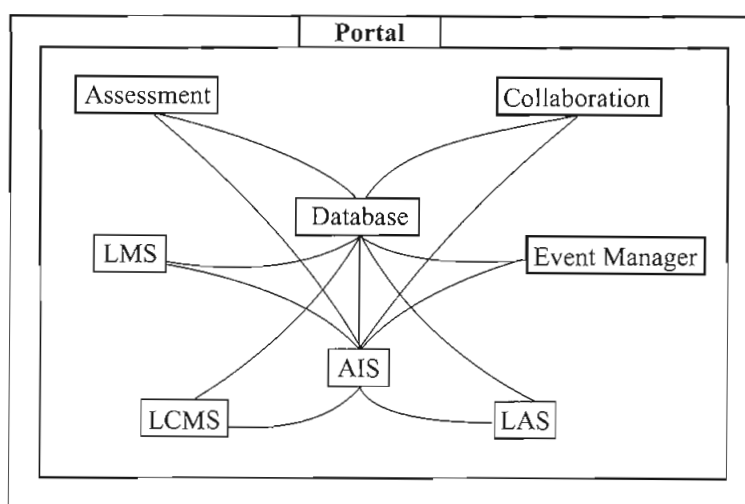 Portal
Assessment
Collaboration
Database
LMS
Event Manager
AIS
LCMS
LAS